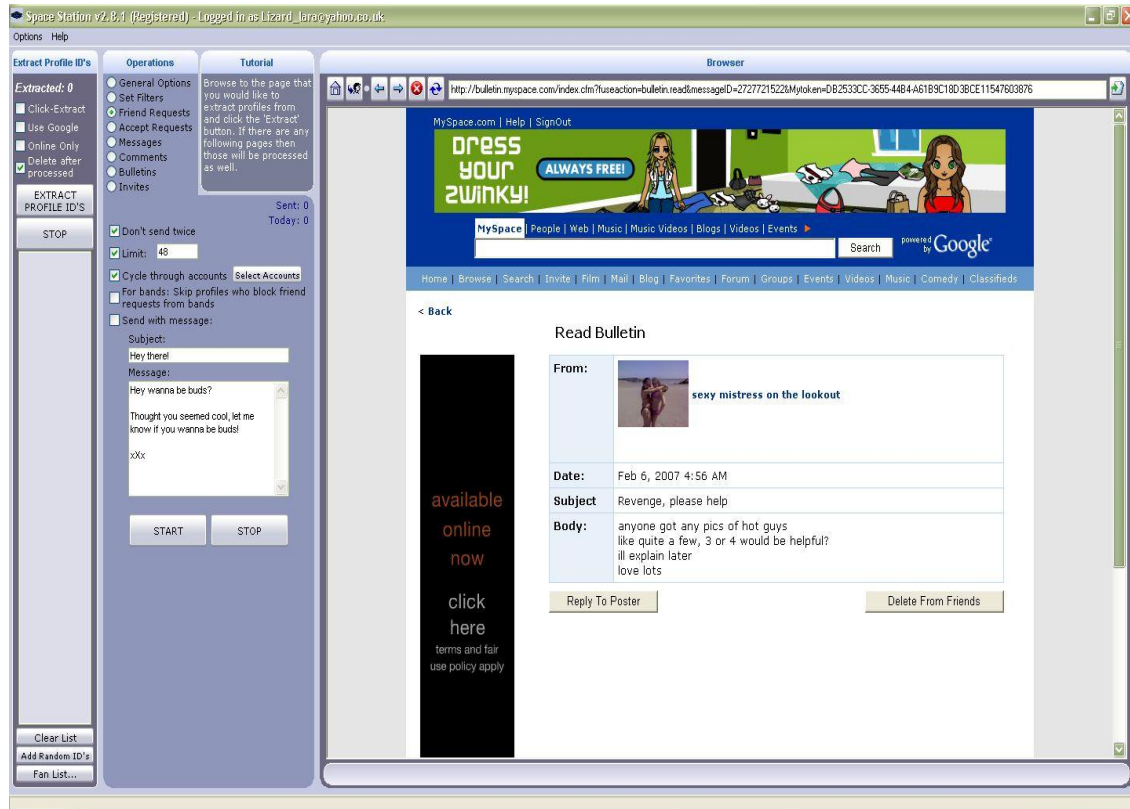 Space Station v2.8.1 (Registered) - Logged in as Lizard_lara@yahoo.co.uk
Options Help
Extract Profile ID's
Extracted: 0
Click-Extract
Use Google
Online Only
Delete after
processed
EXTRACT
PROFILE ID'S
STOP
Clear List
Add Random ID's
Fan List...
Operations
General Options
Set Filters
Friend Requests
Accept Requests
Messages
Comments
Bulletins
Invites
Tutorial
Browse to the page that
you would like to
extract profiles from
and click the 'Extract'
button. If there are any
following pages then
those will be processed
as well.
Sent: 0
Today: 0
Don't send twice
Limit: 48
Cycle through accounts Select Accounts
For bands: Skip
profiles who block friend
requests from bands
Send with message:
Subject:
Hey there!
Message:
Hey wanna be buds?
Thought you seemed cool, let me
know if you wanna be buds!
xXx
START STOP
Browser
http://bulletin.myspace.com/index.cfm?fuseaction=bulletin.read&messageID=2727721522&Mytoken=DB2533CC-3655-44B4-A61B9C18D3BCE11547603876
MySpace.com | Help | SignOut
Dress
your
zwinky!
ALWAYS FREE!
MySpace | People | Web | Music | Music Videos | Blogs | Videos | Events
Search
powered by Google
Home | Browse | Search | Invite | Film | Mail | Blog | Favorites | Forum | Groups | Events | Videos | Music | Comedy | Classifieds
< Back
Read Bulletin
From:
sexy mistress on the lookout
Date: Feb 6, 2007 4:56 AM
Subject Revenge, please help
Body: anyone got any pics of hot guys
like quite a few, 3 or 4 would be helpful?
ill explain later
love lots
Reply To Poster
Delete From Friends
available
online
now
click
here
terms and fair
use policy apply